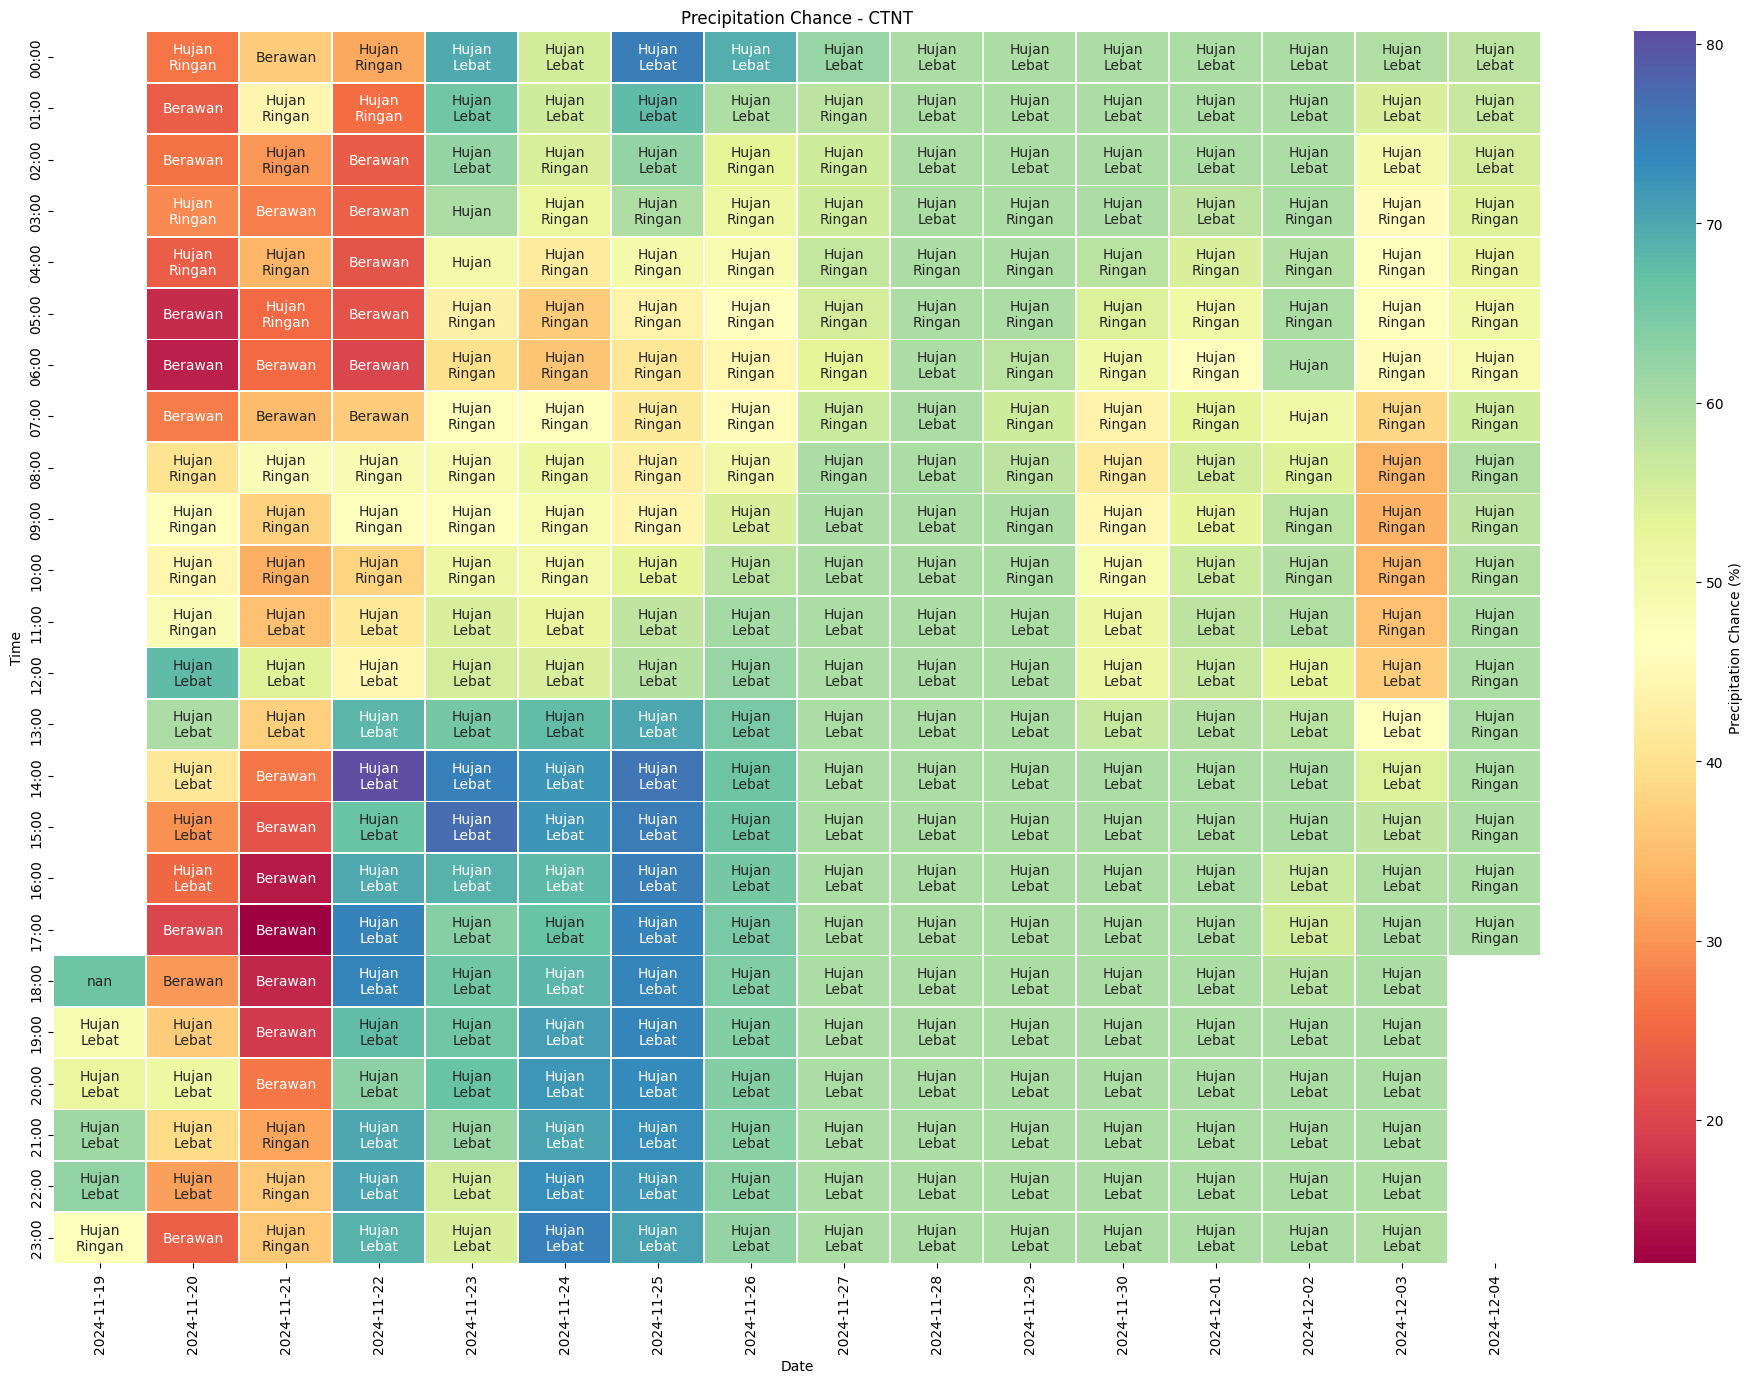 Precipitation Chance - CTNT
00:00 Hujan Ringan Berawan Hujan Ringan Hujan Lebat Hujan Lebat Hujan Lebat Hujan Lebat Hujan Lebat Hujan Lebat Hujan Lebat Hujan Lebat Hujan Lebat Hujan Lebat Hujan Lebat Hujan Lebat
01:00 Berawan Hujan Ringan Hujan Ringan Hujan Lebat Hujan Lebat Hujan Lebat Hujan Lebat Hujan Ringan Hujan Lebat Hujan Lebat Hujan Lebat Hujan Lebat Hujan Lebat Hujan Lebat Hujan Lebat
02:00 Berawan Hujan Ringan Berawan Hujan Lebat Hujan Ringan Hujan Lebat Hujan Ringan Hujan Ringan Hujan Lebat Hujan Lebat Hujan Lebat Hujan Lebat Hujan Lebat Hujan Lebat Hujan Lebat
03:00 Hujan Ringan Berawan Berawan Hujan Hujan Ringan Hujan Ringan Hujan Ringan Hujan Ringan Hujan Lebat Hujan Ringan Hujan Lebat Hujan Lebat Hujan Ringan Hujan Ringan Hujan Ringan
04:00 Hujan Ringan Hujan Ringan Berawan Hujan Hujan Ringan Hujan Ringan Hujan Ringan Hujan Ringan Hujan Ringan Hujan Ringan Hujan Ringan Hujan Ringan Hujan Ringan Hujan Ringan Hujan Ringan
05:00 Berawan Hujan Ringan Berawan Hujan Ringan Hujan Ringan Hujan Ringan Hujan Ringan Hujan Ringan Hujan Ringan Hujan Ringan Hujan Ringan Hujan Ringan Hujan Ringan Hujan Ringan Hujan Ringan
06:00 Berawan Berawan Berawan Hujan Ringan Hujan Ringan Hujan Ringan Hujan Ringan Hujan Ringan Hujan Lebat Hujan Ringan Hujan Ringan Hujan Ringan Hujan Hujan Ringan Hujan Ringan
07:00 Berawan Berawan Berawan Hujan Ringan Hujan Ringan Hujan Ringan Hujan Ringan Hujan Ringan Hujan Lebat Hujan Ringan Hujan Ringan Hujan Ringan Hujan Hujan Ringan Hujan Ringan
08:00 Hujan Ringan Hujan Ringan Hujan Ringan Hujan Ringan Hujan Ringan Hujan Ringan Hujan Ringan Hujan Ringan Hujan Lebat Hujan Ringan Hujan Ringan Hujan Lebat Hujan Ringan Hujan Ringan Hujan Ringan
09:00 Hujan Ringan Hujan Ringan Hujan Ringan Hujan Ringan Hujan Ringan Hujan Ringan Hujan Lebat Hujan Lebat Hujan Lebat Hujan Ringan Hujan Ringan Hujan Lebat Hujan Ringan Hujan Ringan Hujan Ringan
10:00 Hujan Ringan Hujan Ringan Hujan Ringan Hujan Ringan Hujan Ringan Hujan Lebat Hujan Lebat Hujan Lebat Hujan Lebat Hujan Ringan Hujan Ringan Hujan Lebat Hujan Ringan Hujan Ringan Hujan Ringan
11:00 Hujan Ringan Hujan Lebat Hujan Lebat Hujan Lebat Hujan Lebat Hujan Lebat Hujan Lebat Hujan Lebat Hujan Lebat Hujan Lebat Hujan Lebat Hujan Lebat Hujan Lebat Hujan Ringan Hujan Ringan
12:00 Hujan Lebat Hujan Lebat Hujan Lebat Hujan Lebat Hujan Lebat Hujan Lebat Hujan Lebat Hujan Lebat Hujan Lebat Hujan Lebat Hujan Lebat Hujan Lebat Hujan Lebat Hujan Lebat Hujan Ringan
13:00 Hujan Lebat Hujan Lebat Hujan Lebat Hujan Lebat Hujan Lebat Hujan Lebat Hujan Lebat Hujan Lebat Hujan Lebat Hujan Lebat Hujan Lebat Hujan Lebat Hujan Lebat Hujan Lebat Hujan Ringan
14:00 Hujan Lebat Berawan Hujan Lebat Hujan Lebat Hujan Lebat Hujan Lebat Hujan Lebat Hujan Lebat Hujan Lebat Hujan Lebat Hujan Lebat Hujan Lebat Hujan Lebat Hujan Lebat Hujan Ringan
15:00 Hujan Lebat Berawan Hujan Lebat Hujan Lebat Hujan Lebat Hujan Lebat Hujan Lebat Hujan Lebat Hujan Lebat Hujan Lebat Hujan Lebat Hujan Lebat Hujan Lebat Hujan Lebat Hujan Ringan
16:00 Hujan Lebat Berawan Hujan Lebat Hujan Lebat Hujan Lebat Hujan Lebat Hujan Lebat Hujan Lebat Hujan Lebat Hujan Lebat Hujan Lebat Hujan Lebat Hujan Lebat Hujan Lebat Hujan Ringan
17:00 Berawan Berawan Hujan Lebat Hujan Lebat Hujan Lebat Hujan Lebat Hujan Lebat Hujan Lebat Hujan Lebat Hujan Lebat Hujan Lebat Hujan Lebat Hujan Lebat Hujan Lebat Hujan Ringan
18:00 nan Berawan Berawan Hujan Lebat Hujan Lebat Hujan Lebat Hujan Lebat Hujan Lebat Hujan Lebat Hujan Lebat Hujan Lebat Hujan Lebat Hujan Lebat Hujan Lebat Hujan Lebat
19:00 Hujan Lebat Hujan Lebat Berawan Hujan Lebat Hujan Lebat Hujan Lebat Hujan Lebat Hujan Lebat Hujan Lebat Hujan Lebat Hujan Lebat Hujan Lebat Hujan Lebat Hujan Lebat Hujan Lebat
20:00 Hujan Lebat Hujan Lebat Berawan Hujan Lebat Hujan Lebat Hujan Lebat Hujan Lebat Hujan Lebat Hujan Lebat Hujan Lebat Hujan Lebat Hujan Lebat Hujan Lebat Hujan Lebat Hujan Lebat
21:00 Hujan Lebat Hujan Lebat Hujan Ringan Hujan Lebat Hujan Lebat Hujan Lebat Hujan Lebat Hujan Lebat Hujan Lebat Hujan Lebat Hujan Lebat Hujan Lebat Hujan Lebat Hujan Lebat Hujan Lebat
22:00 Hujan Lebat Hujan Lebat Hujan Ringan Hujan Lebat Hujan Lebat Hujan Lebat Hujan Lebat Hujan Lebat Hujan Lebat Hujan Lebat Hujan Lebat Hujan Lebat Hujan Lebat Hujan Lebat Hujan Lebat
23:00 Hujan Ringan Berawan Hujan Ringan Hujan Lebat Hujan Lebat Hujan Lebat Hujan Lebat Hujan Lebat Hujan Lebat Hujan Lebat Hujan Lebat Hujan Lebat Hujan Lebat Hujan Lebat Hujan Lebat
Time
2024-11-19
2024-11-20
2024-11-21
2024-11-22
2024-11-23
2024-11-24
2024-11-25
2024-11-26
2024-11-27
2024-11-28
2024-11-29
2024-11-30
2024-12-01
2024-12-02
2024-12-03
2024-12-04
Date
80
70
60
50
40
30
20
Precipitation Chance (%)